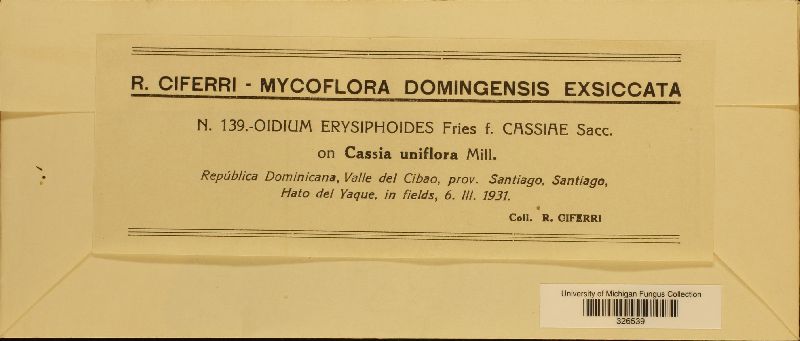 R. CIFERRI - MYCOFLORA DOMINGENSIS EXSICCATA
N. 139.-OIDIUM ERYSIPHOIDES Fries f. CASSIAE Sacc.
on Cassia uniflora Mill.
República Dominicana, Valle del Cibao, prov. Santiago, Santiago,
Hato del Yaque, in fields, 6. III. 1931.
Coll. R. CIFERRI
University of Michigan Fungus Collection
326539